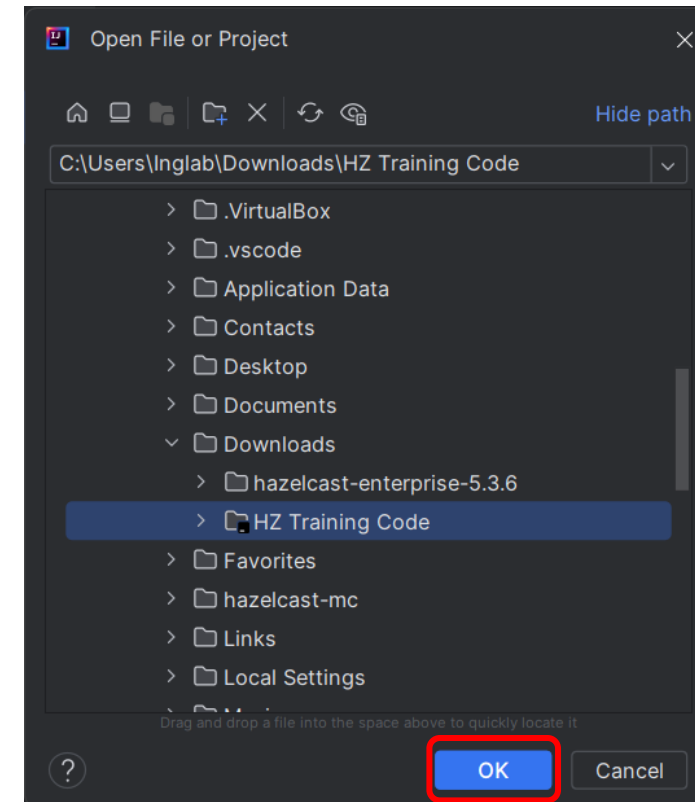 Open File or Project
Hide path
C:\Users\Inglab\Downloads\HZ Training Code
.VirtualBox
.vscode
Application Data
Contacts
Desktop
Documents
Downloads
hazelcast-enterprise-5.3.6
HZ Training Code
Favorites
hazelcast-mc
Links
Local Settings
Drag and drop a file into the space above to quickly locate it
? OK Cancel